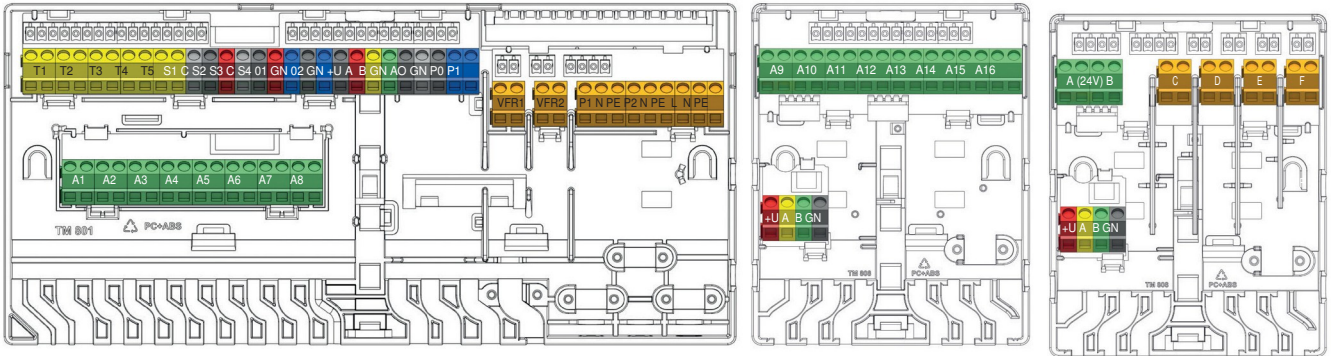 T1 T2 T3 T4 T5 S1 C S2 S3 C S4 01 GN 02 GN +U A B GN AO GN P0 P1
VFR1 VFR2 P1 N PE P2 N PE L N PE
A1 A2 A3 A4 A5 A6 A7 A8
TM 801 PC+ABS
A9 A10 A11 A12 A13 A14 A15 A16
+U A B GN
TM 808 PC+ABS
A (24V) B C D E F
+U A B GN
TM 808 PC+ABS